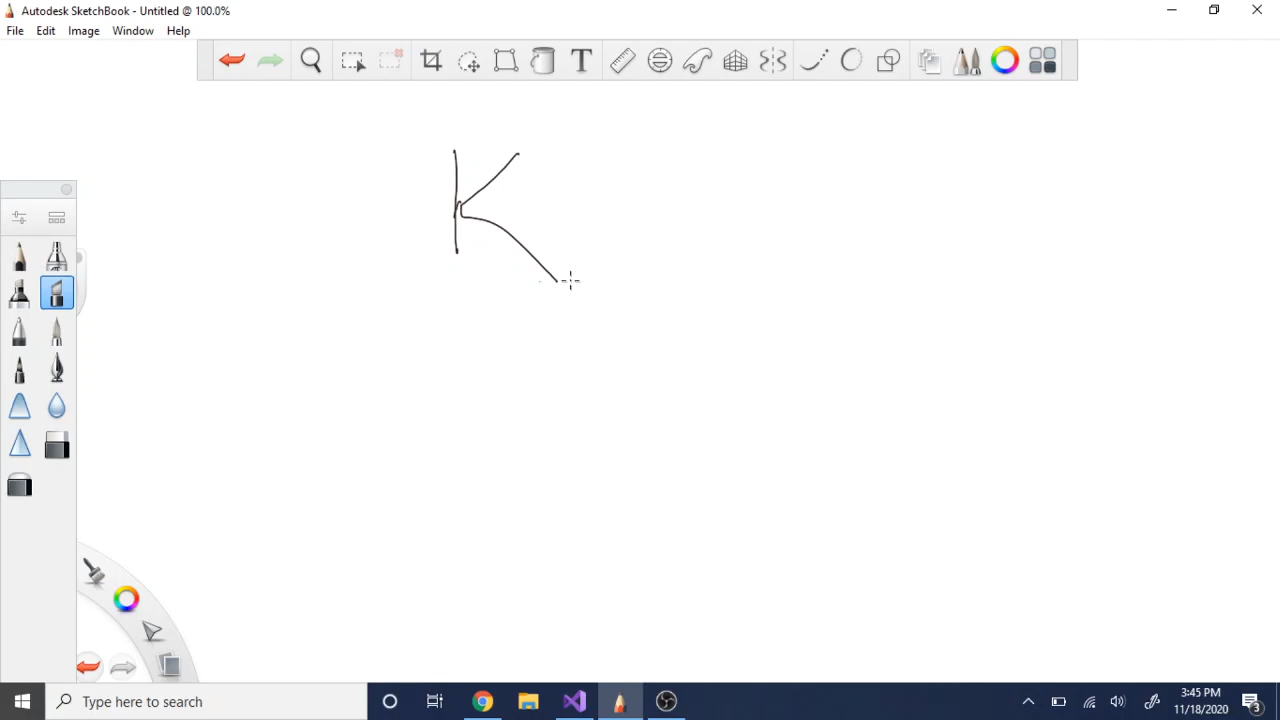 Autodesk SketchBook - Untitled @ 100.0%
File Edit Image Window Help
T
K
Type here to search
3:45 PM
11/18/2020
3